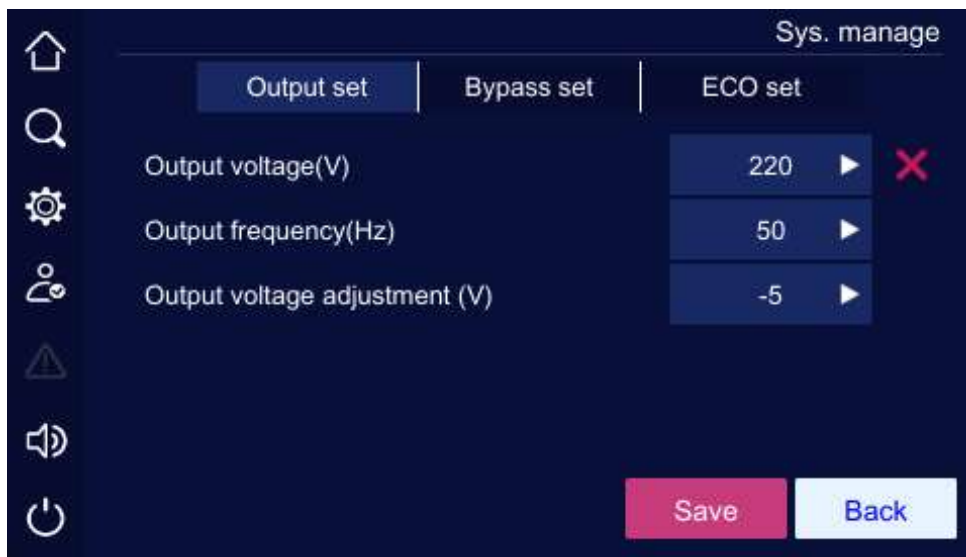 Sys. manage
Output set Bypass set ECO set
Output voltage(V) 220
Output frequency(Hz) 50
Output voltage adjustment (V) -5
Save Back